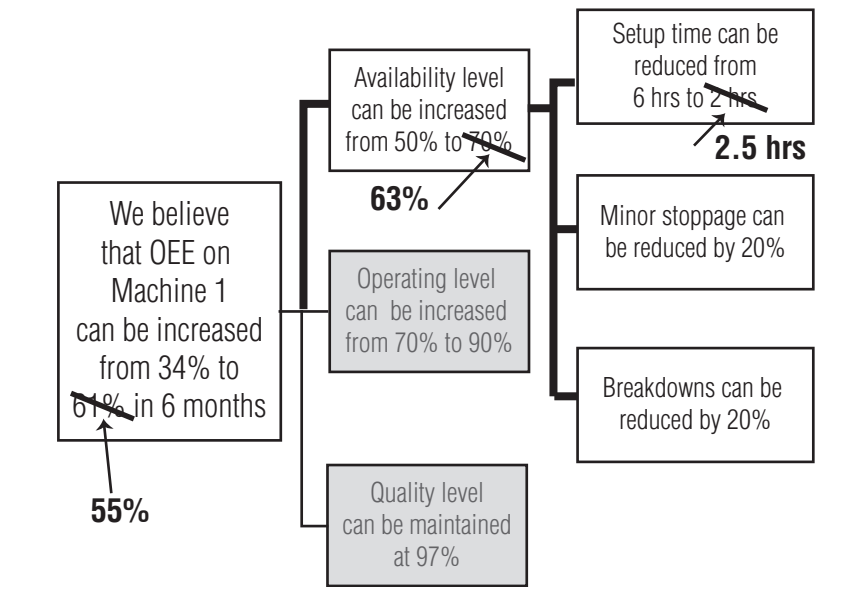 We believe
that OEE on
Machine 1
can be increased
from 34% to
61% in 6 months
55%
Availability level
can be increased
from 50% to 70%
63%
Operating level
can be increased
from 70% to 90%
Quality level
can be maintained
at 97%
Setup time can be
reduced from
6 hrs to 2 hrs
2.5 hrs
Minor stoppage can
be reduced by 20%
Breakdowns can be
reduced by 20%